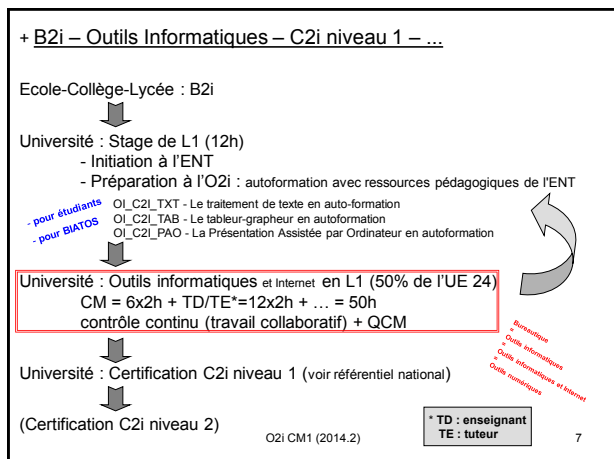 + B2i – Outils Informatiques – C2i niveau 1 – ...
Ecole-Collège-Lycée : B2i
Université : Stage de L1 (12h)
- Initiation à l'ENT
- Préparation à l'O2i : autoformation avec ressources pédagogiques de l'ENT
- pour étudiants
- pour BIATOS
OI_C2I_TXT - Le traitement de texte en auto-formation
OI_C2I_TAB - Le tableur-grapheur en autoformation
OI_C2I_PAO - La Présentation Assistée par Ordinateur en autoformation
Université : Outils informatiques et Internet en L1 (50% de l'UE 24)
CM = 6x2h + TD/TE*=12x2h + … = 50h
contrôle continu (travail collaboratif) + QCM
Bureautique
=
Outils informatiques
=
Outils informatiques et Internet
=
Outils numériques
Université : Certification C2i niveau 1 (voir référentiel national)
(Certification C2i niveau 2)
* TD : enseignant
TE : tuteur
O2i CM1 (2014.2)
7